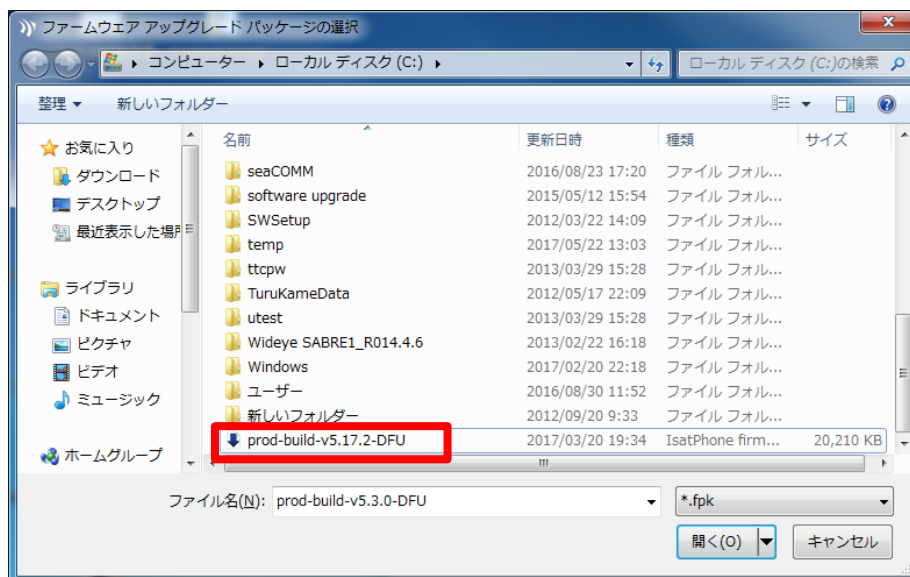 ファームウェア アップグレード パッケージの選択
コンピューター ▸ ローカル ディスク (C:) ▸ ローカル ディスク (C:)の検索
整理 ▼ 新しいフォルダー
名前 更新日時 種類 サイズ
お気に入り
ダウンロード
デスクトップ
最近表示した場所
ライブラリ
ドキュメント
ピクチャ
ビデオ
ミュージック
ホームグループ
seaCOMM 2016/08/23 17:20 ファイル フォル...
software upgrade 2015/05/12 15:54 ファイル フォル...
SWSetup 2012/03/22 14:09 ファイル フォル...
temp 2017/05/22 13:03 ファイル フォル...
ttcpw 2013/03/29 15:28 ファイル フォル...
TuruKameData 2012/05/17 22:09 ファイル フォル...
utest 2013/03/29 15:28 ファイル フォル...
Wideye SABRE1_R014.4.6 2013/02/22 16:18 ファイル フォル...
Windows 2017/02/20 22:18 ファイル フォル...
ユーザー 2016/08/30 11:52 ファイル フォル...
新しいフォルダー 2012/09/20 9:33 ファイル フォル...
prod-build-v5.17.2-DFU 2017/03/20 19:34 IsatPhone firm... 20,210 KB
ファイル名(N): prod-build-v5.3.0-DFU *.fpk
開く(O) キャンセル